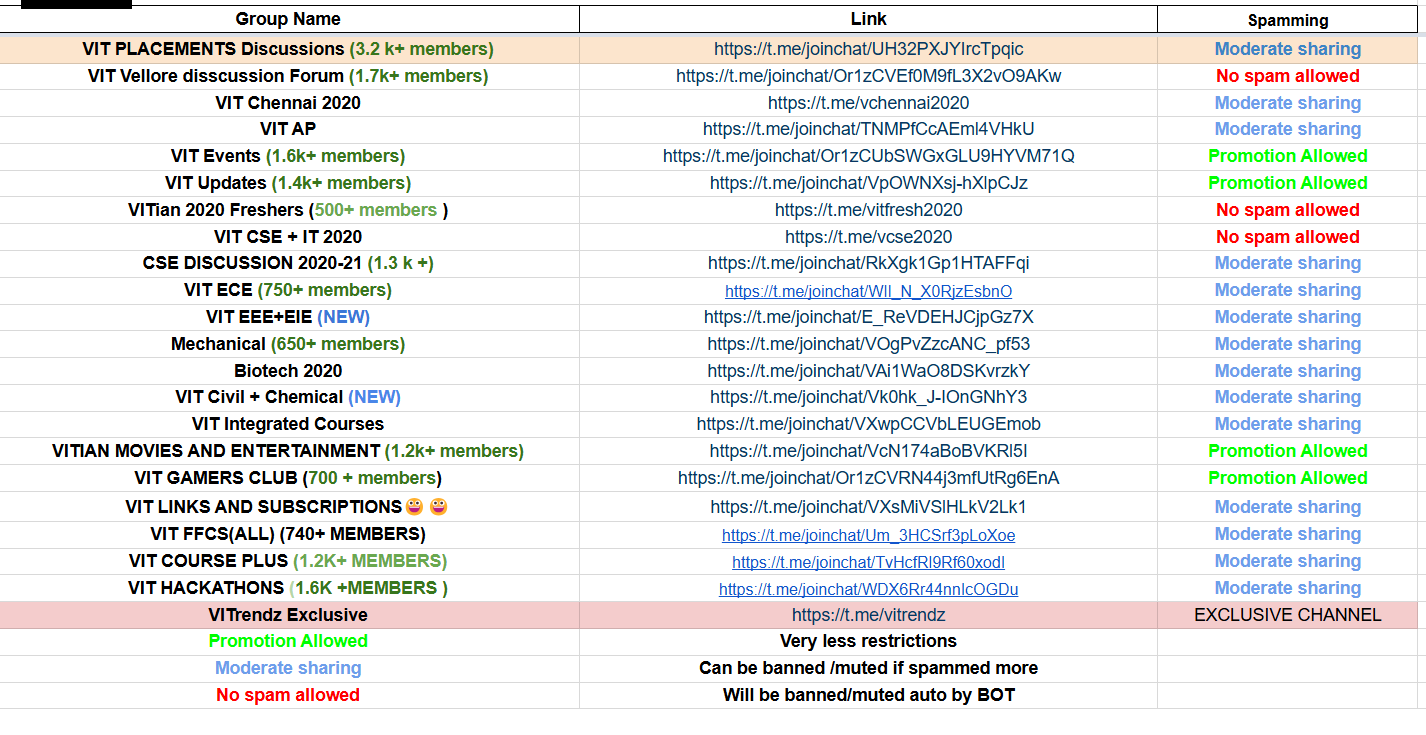 Group Name Link Spamming
VIT PLACEMENTS Discussions (3.2 k+ members) https://t.me/joinchat/UH32PXJYIrcTpqic Moderate sharing
VIT Vellore disscussion Forum (1.7k+ members) https://t.me/joinchat/Or1zCVEf0M9fL3X2vO9AKw No spam allowed
VIT Chennai 2020 https://t.me/vchennai2020 Moderate sharing
VIT AP https://t.me/joinchat/TNMPfCcAEml4VHkU Moderate sharing
VIT Events (1.6k+ members) https://t.me/joinchat/Or1zCUbSWGxGLU9HYVM71Q Promotion Allowed
VIT Updates (1.4k+ members) https://t.me/joinchat/VpOWNXsj-hXlpCJz Promotion Allowed
VITian 2020 Freshers (500+ members ) https://t.me/vitfresh2020 No spam allowed
VIT CSE + IT 2020 https://t.me/vcse2020 No spam allowed
CSE DISCUSSION 2020-21 (1.3 k +) https://t.me/joinchat/RkXgk1Gp1HTAFFqi Moderate sharing
VIT ECE (750+ members) https://t.me/joinchat/WlI_N_X0RjzEsbnO Moderate sharing
VIT EEE+EIE (NEW) https://t.me/joinchat/E_ReVDEHJCjpGz7X Moderate sharing
Mechanical (650+ members) https://t.me/joinchat/VOgPvZzcANC_pf53 Moderate sharing
Biotech 2020 https://t.me/joinchat/VAi1WaO8DSKvrzkY Moderate sharing
VIT Civil + Chemical (NEW) https://t.me/joinchat/Vk0hk_J-IOnGNhY3 Moderate sharing
VIT Integrated Courses https://t.me/joinchat/VXwpCCVbLEUGEmob Moderate sharing
VITIAN MOVIES AND ENTERTAINMENT (1.2k+ members) https://t.me/joinchat/VcN174aBoBVKRl5I Promotion Allowed
VIT GAMERS CLUB (700 + members) https://t.me/joinchat/Or1zCVRN44j3mfUtRg6EnA Promotion Allowed
VIT LINKS AND SUBSCRIPTIONS https://t.me/joinchat/VXsMiVSlHLkV2Lk1 Moderate sharing
VIT FFCS(ALL) (740+ MEMBERS) https://t.me/joinchat/Um_3HCSrf3pLoXoe Moderate sharing
VIT COURSE PLUS (1.2K+ MEMBERS) https://t.me/joinchat/TvHcfRI9Rf60xodI Moderate sharing
VIT HACKATHONS (1.6K +MEMBERS ) https://t.me/joinchat/WDX6Rr44nnIcOGDu Moderate sharing
VITrendz Exclusive https://t.me/vitrendz EXCLUSIVE CHANNEL
Promotion Allowed Very less restrictions
Moderate sharing Can be banned /muted if spammed more
No spam allowed Will be banned/muted auto by BOT